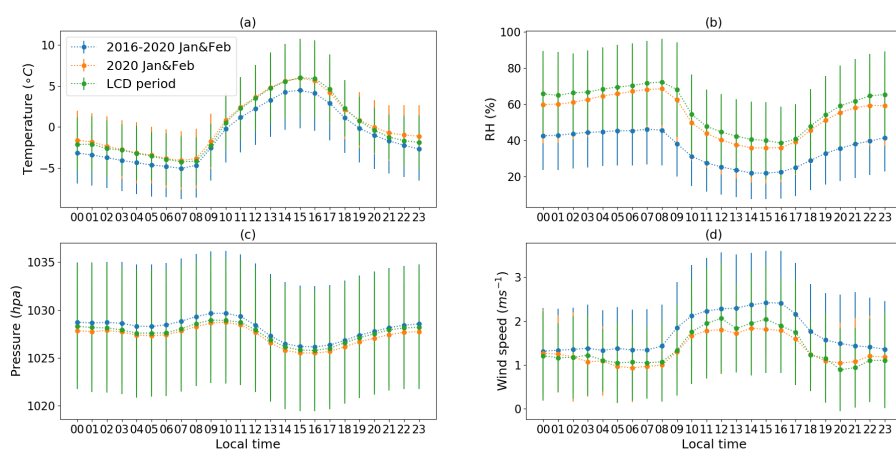 (a)
Temperature (∘C)
10
5
0
−5
2016-2020 Jan&Feb
2020 Jan&Feb
LCD period
00 01 02 03 04 05 06 07 08 09 10 11 12 13 14 15 16 17 18 19 20 21 22 23
(b)
RH (%)
100
80
60
40
20
00 01 02 03 04 05 06 07 08 09 10 11 12 13 14 15 16 17 18 19 20 21 22 23
(c)
Pressure (hpa)
1035
1030
1025
1020
00 01 02 03 04 05 06 07 08 09 10 11 12 13 14 15 16 17 18 19 20 21 22 23
Local time
(d)
Wind speed (ms⁻¹)
3
2
1
0
00 01 02 03 04 05 06 07 08 09 10 11 12 13 14 15 16 17 18 19 20 21 22 23
Local time